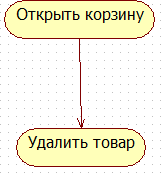 Открыть корзину
Удалить товар